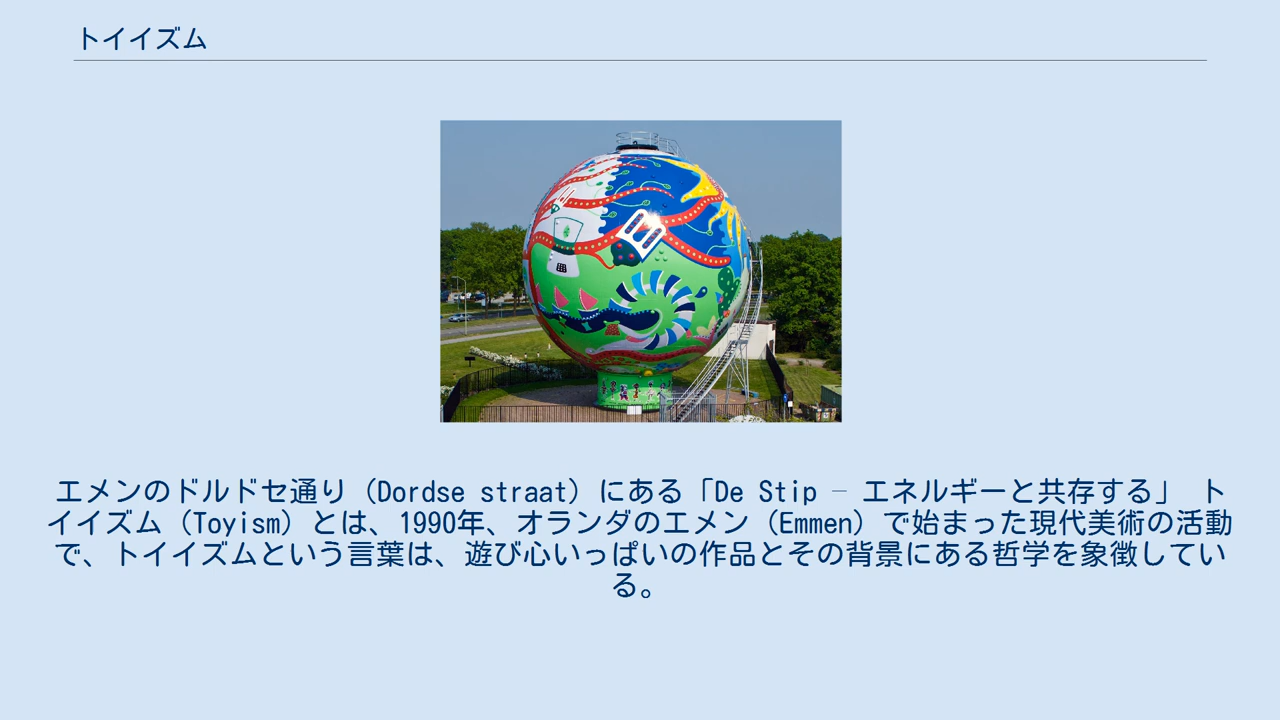 トイイズム
エメンのドルドセ通り（Dordse straat）にある「De Stip – エネルギーと共存する」 ト
イイズム（Toyism）とは、1990年、オランダのエメン（Emmen）で始まった現代美術の活動
で、トイイズムという言葉は、遊び心いっぱいの作品とその背景にある哲学を象徴してい
る。